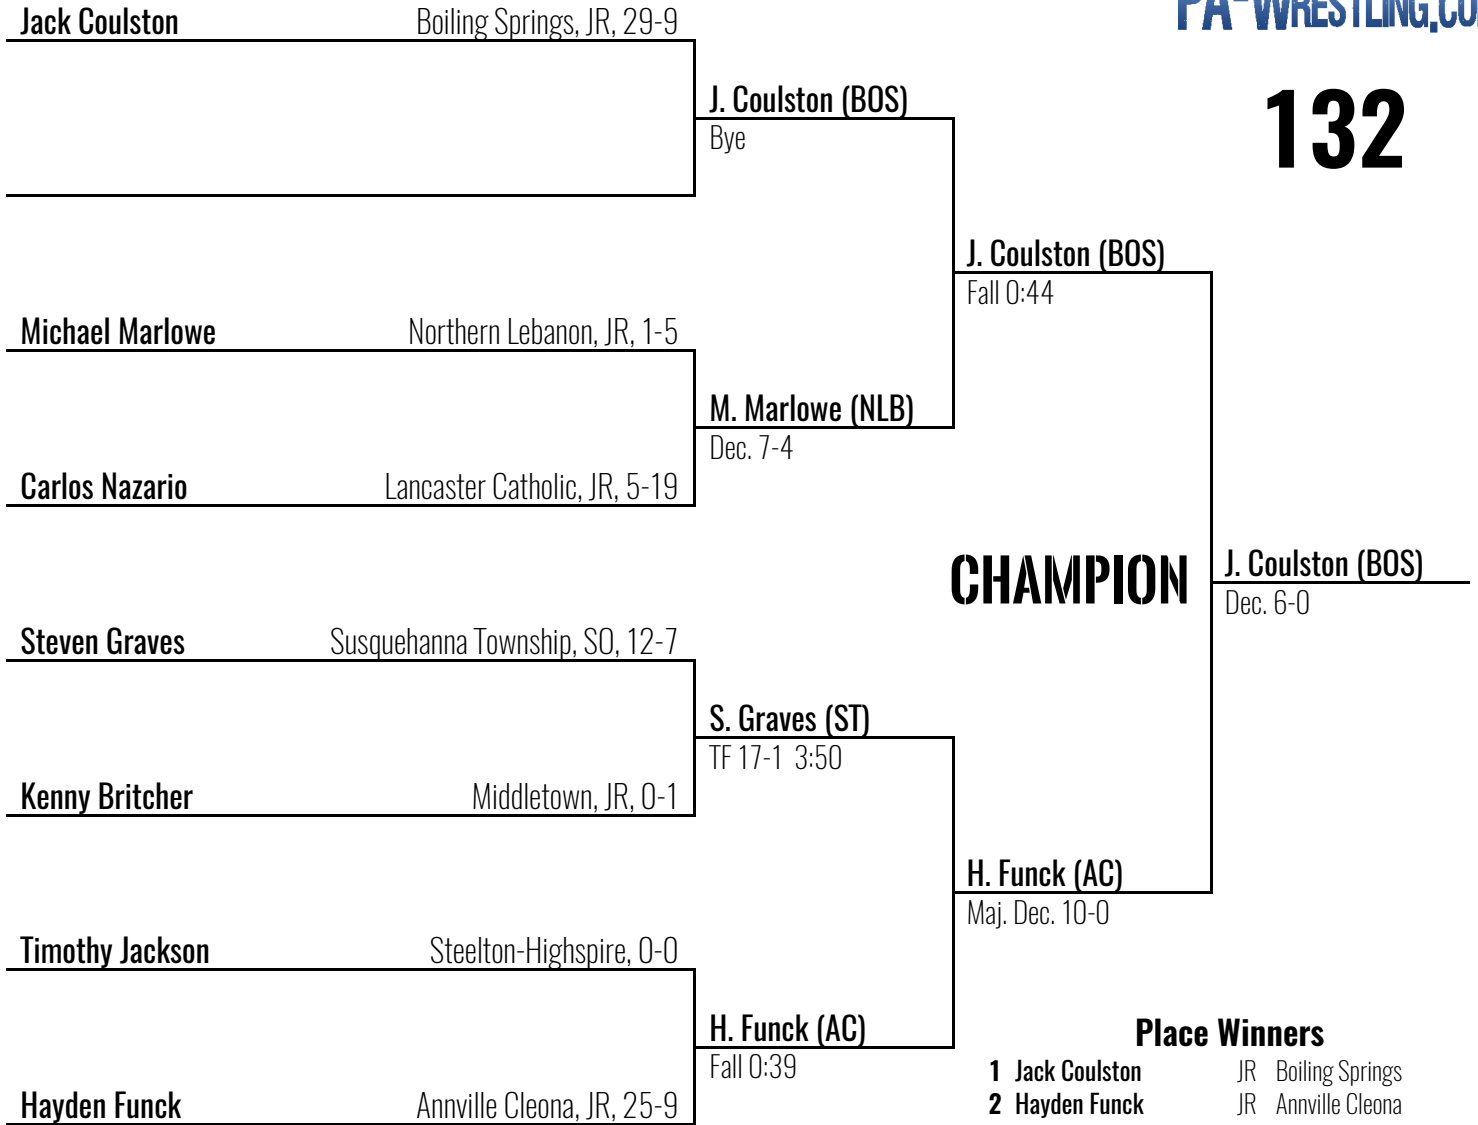 PA-WRESTLING.CO
132
Jack Coulston Boiling Springs, JR, 29-9
J. Coulston (BOS)
Bye
J. Coulston (BOS)
Fall 0:44
Michael Marlowe Northern Lebanon, JR, 1-5
M. Marlowe (NLB)
Dec. 7-4
Carlos Nazario Lancaster Catholic, JR, 5-19
CHAMPION
J. Coulston (BOS)
Dec. 6-0
Steven Graves Susquehanna Township, SO, 12-7
S. Graves (ST)
TF 17-1 3:50
Kenny Britcher Middletown, JR, 0-1
H. Funck (AC)
Maj. Dec. 10-0
Timothy Jackson Steelton-Highspire, 0-0
H. Funck (AC)
Fall 0:39
Hayden Funck Annville Cleona, JR, 25-9
Place Winners
1 Jack Coulston JR Boiling Springs
2 Hayden Funck JR Annville Cleona